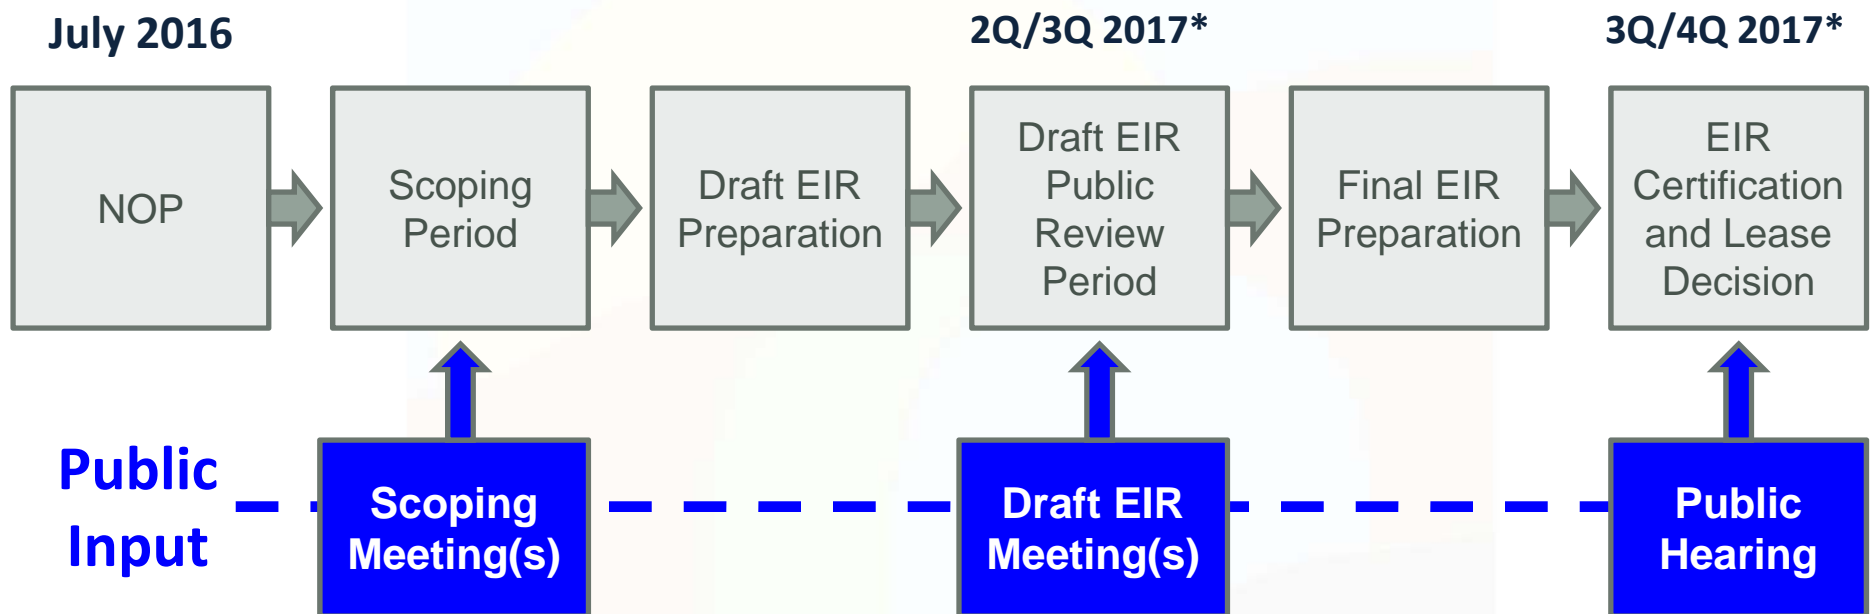 July 2016
2Q/3Q 2017*
3Q/4Q 2017*
NOP
Scoping
Period
Draft EIR
Preparation
Draft EIR
Public
Review
Period
Final EIR
Preparation
EIR
Certification
and Lease
Decision
Public
Input
Scoping
Meeting(s)
Draft EIR
Meeting(s)
Public
Hearing